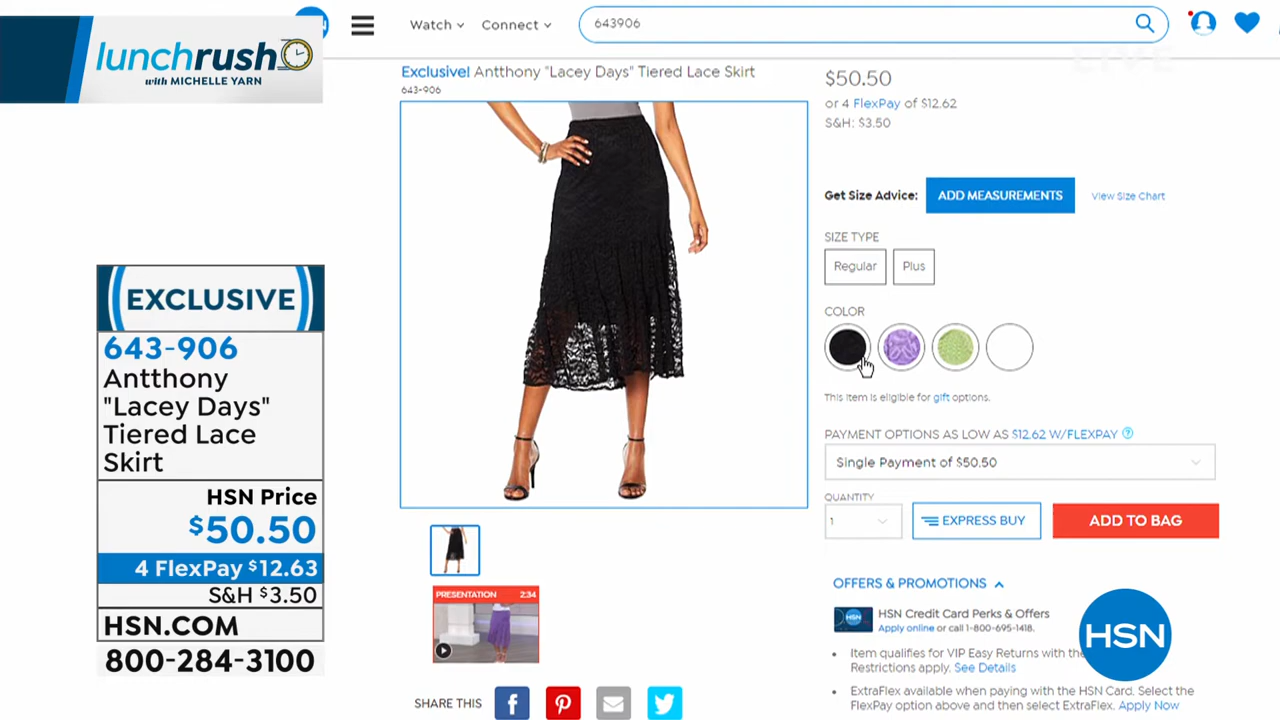 lunchrush
with MICHELLE YARN
EXCLUSIVE
643-906
Antthony
"Lacey Days"
Tiered Lace
Skirt
HSN Price
$50.50
4 FlexPay $12.63
S&H $3.50
HSN.COM
800-284-3100
Watch
Connect
643906
LIVE
Exclusive! Antthony "Lacey Days" Tiered Lace Skirt
643-906
PRESENTATION 2:34
SHARE THIS
$50.50
or 4 FlexPay of $12.62
S&H: $3.50
Get Size Advice: ADD MEASUREMENTS View Size Chart
SIZE TYPE
Regular Plus
COLOR
This item is eligible for gift options.
PAYMENT OPTIONS AS LOW AS $12.62 W/FLEXPAY ?
Single Payment of $50.50
QUANTITY
1 EXPRESS BUY ADD TO BAG
OFFERS & PROMOTIONS
HSN Credit Card Perks & Offers
Apply online or call 1-800-695-1418.
Item qualifies for VIP Easy Returns with the
Restrictions apply. See Details
ExtraFlex available when paying with the HSN Card. Select the
FlexPay option above and then select ExtraFlex. Apply Now
HSN